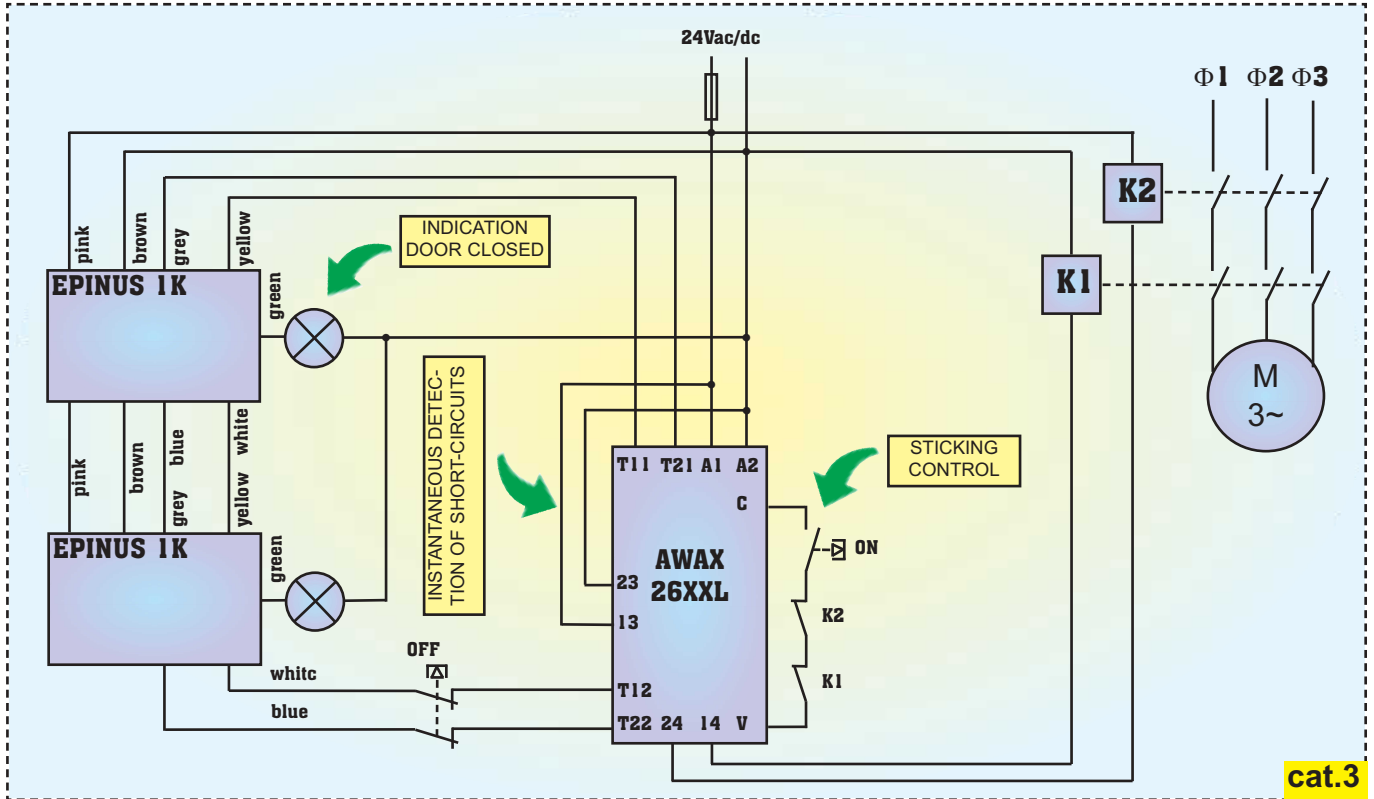 24Vac/dc
Φ1 Φ2 Φ3
pink
brown
grey
yellow
INDICATION
DOOR CLOSED
K2
EPINUS 1K
green
K1
INSTANTANEOUS DETEC-
TION OF SHORT-CIRCUITS
M
3~
pink
brown
grey blue
yellow white
STICKING
CONTROL
T11 T21 A1 A2
C
EPINUS 1K
green
AWAX
26XXL
ON
23
13
K2
OFF
whitc
T12
K1
blue
T22 24 14 V
cat.3